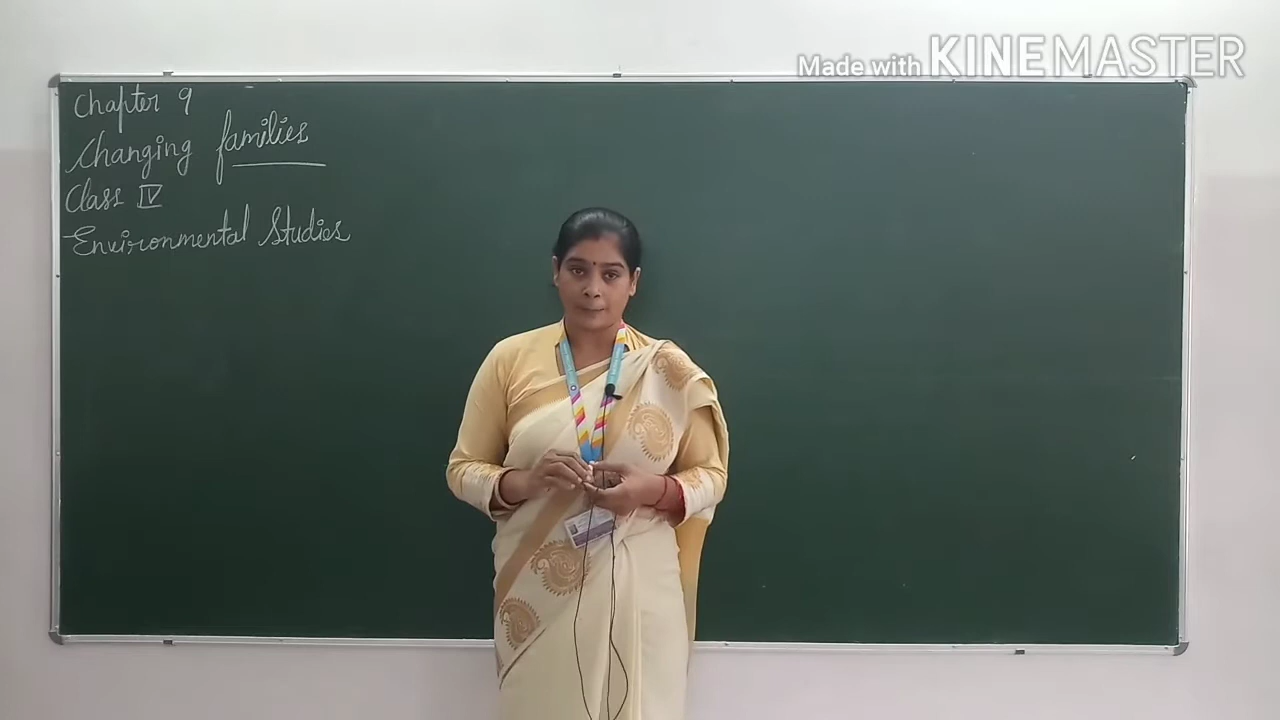 Made with KINEMASTER
Chapter 9
Changing families
Class IV
Environmental Studies